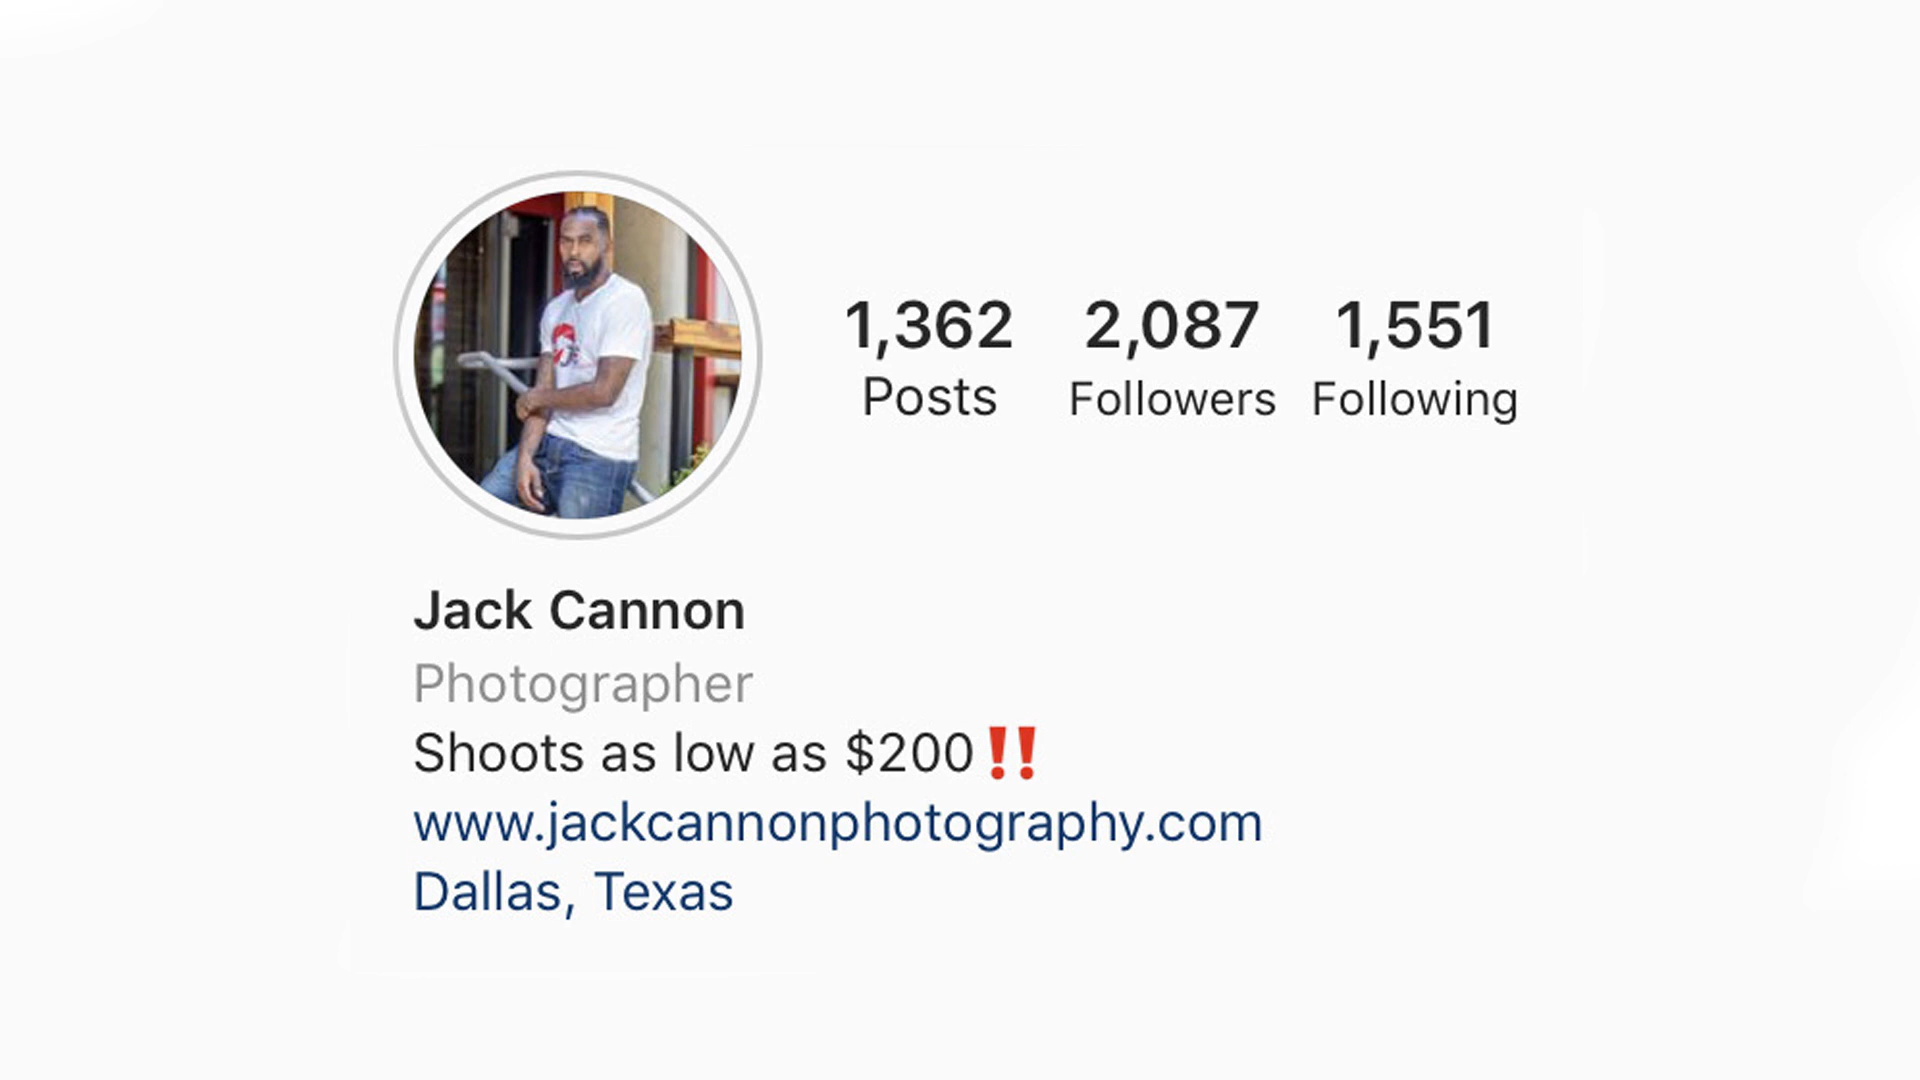 1,362 2,087 1,551
Posts Followers Following
Jack Cannon
Photographer
Shoots as low as $200‼️
www.jackcannonphotography.com
Dallas, Texas